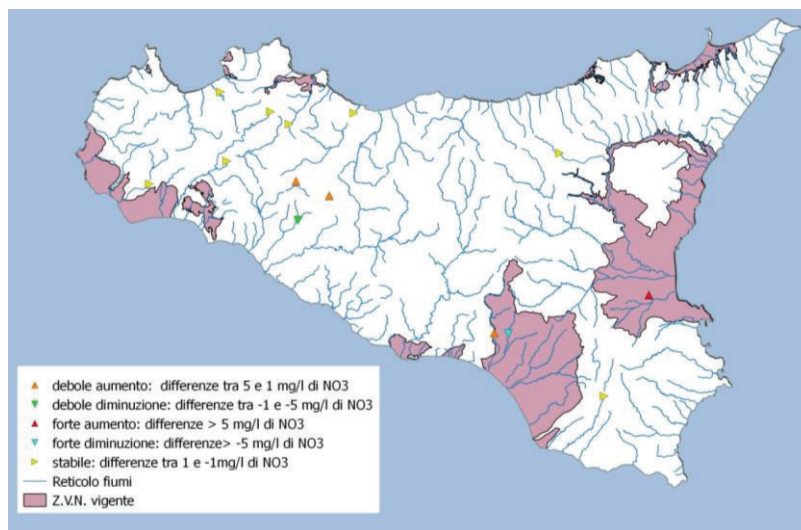 debole aumento: differenze tra 5 e 1 mg/l di NO3
debole diminuzione: differenze tra -1 e -5 mg/l di NO3
forte aumento: differenze > 5 mg/l di NO3
forte diminuzione: differenze> -5 mg/l di NO3
stabile: differenze tra 1 e -1mg/l di NO3
Reticolo fiumi
Z.V.N. vigente